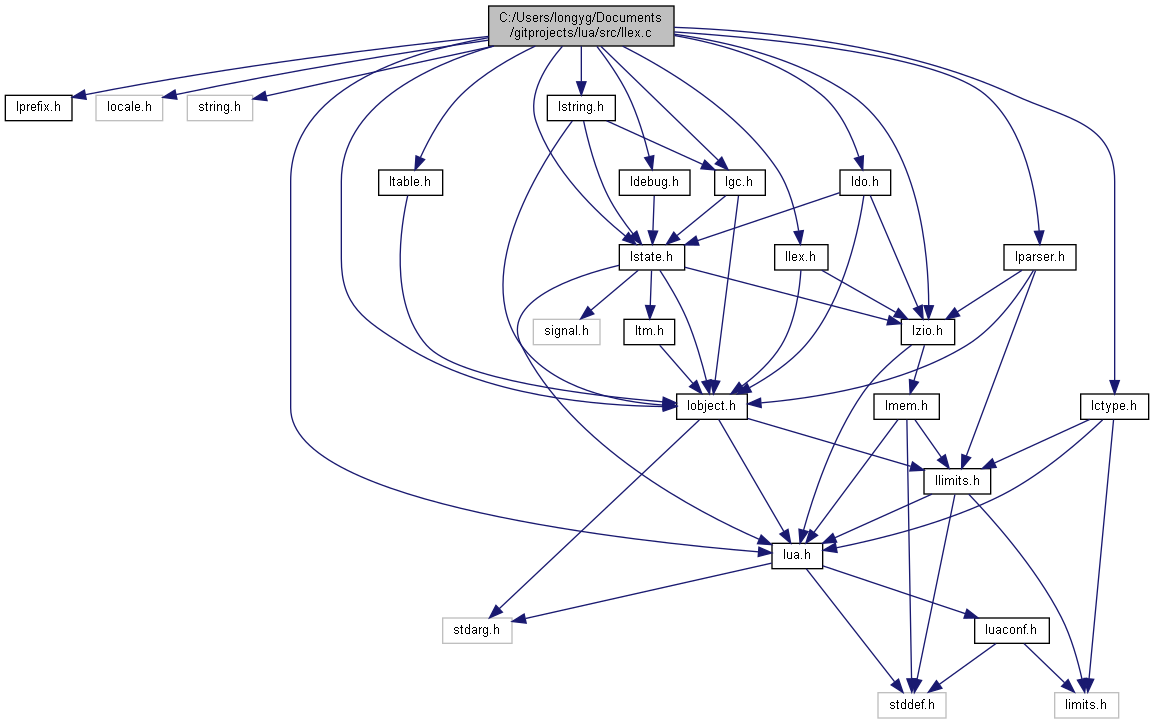 C:/Users/longyg/Documents
/gitprojects/lua/src/llex.c
lprefix.h
locale.h
string.h
lstring.h
ltable.h
ldebug.h
lgc.h
ldo.h
lstate.h
llex.h
lparser.h
signal.h
ltm.h
lzio.h
lobject.h
lmem.h
lctype.h
llimits.h
lua.h
stdarg.h
luaconf.h
stddef.h
limits.h